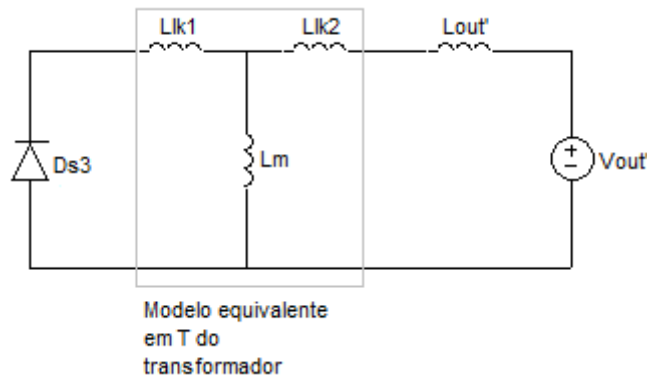 Llk1 Llk2 Lout'
Ds3 Lm Vout'
Modelo equivalente
em T do
transformador